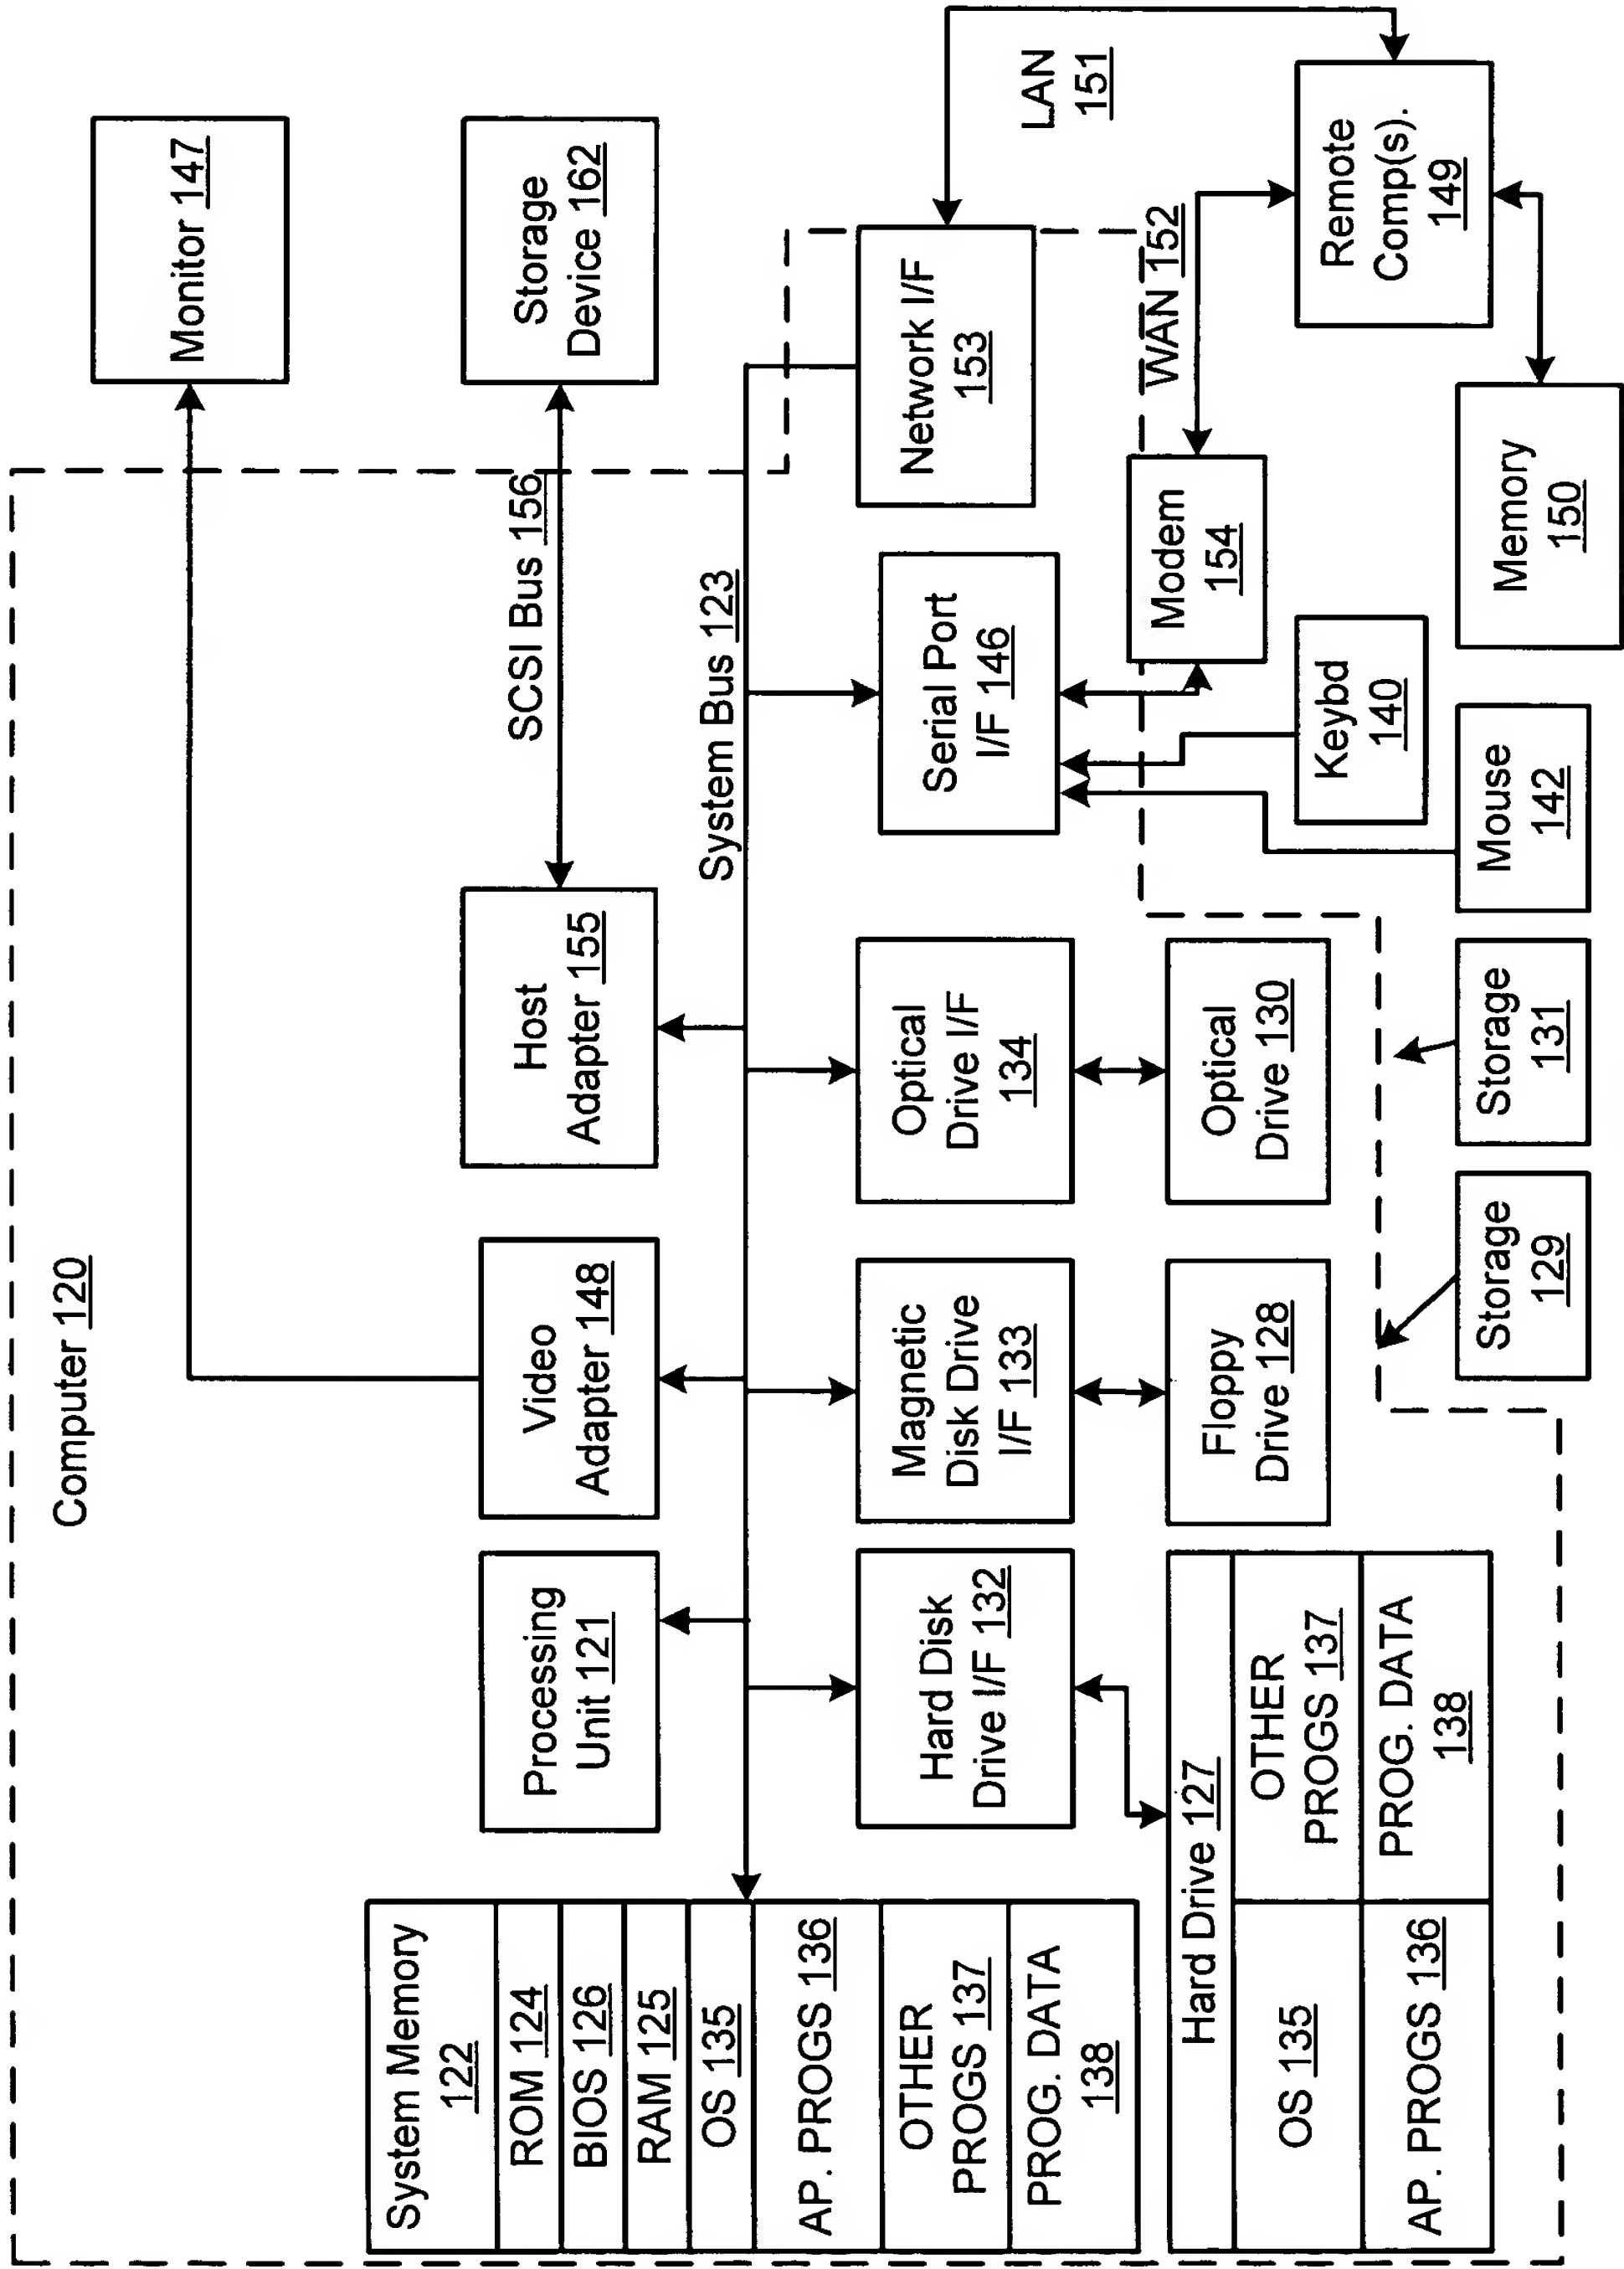 Computer 120
System Memory
122
ROM 124
BIOS 126
RAM 125
OS 135
AP. PROGS 136
OTHER
PROGS 137
PROG. DATA
138
Processing
Unit 121
Video
Adapter 148
Host
Adapter 155
SCSI Bus 156
Monitor 147
Storage
Device 162
System Bus 123
Hard Disk
Drive I/F 132
Magnetic
Disk Drive
I/F 133
Optical
Drive I/F
134
Serial Port
I/F 146
Network I/F
153
LAN
151
Hard Drive 127
OS 135
OTHER
PROGS 137
AP. PROGS 136
PROG. DATA
138
Floppy
Drive 128
Optical
Drive 130
Modem
154
WAN 152
Remote
Comp(s).
149
Storage
129
Storage
131
Mouse
142
Keybd
140
Memory
150